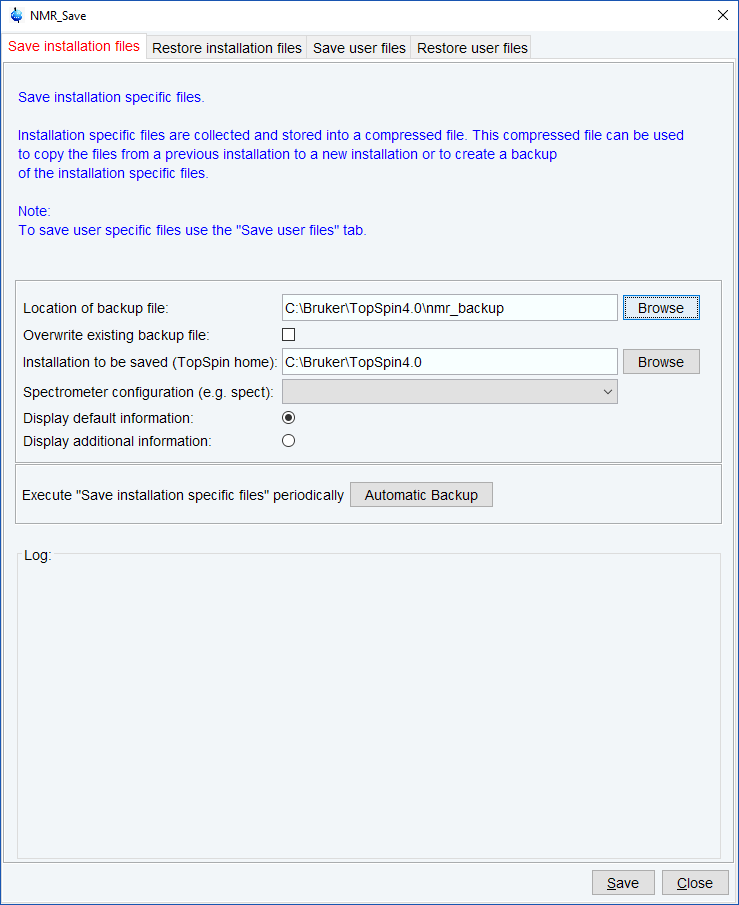 NMR_Save
Save installation files
Restore installation files
Save user files
Restore user files
Save installation specific files.
Installation specific files are collected and stored into a compressed file. This compressed file can be used
to copy the files from a previous installation to a new installation or to create a backup
of the installation specific files.
Note:
To save user specific files use the "Save user files" tab.
Location of backup file:
C:\Bruker\TopSpin4.0\nmr_backup
Browse
Overwrite existing backup file:
Installation to be saved (TopSpin home):
C:\Bruker\TopSpin4.0
Browse
Spectrometer configuration (e.g. spect):
Display default information:
Display additional information:
Execute "Save installation specific files" periodically
Automatic Backup
Log:
Save
Close